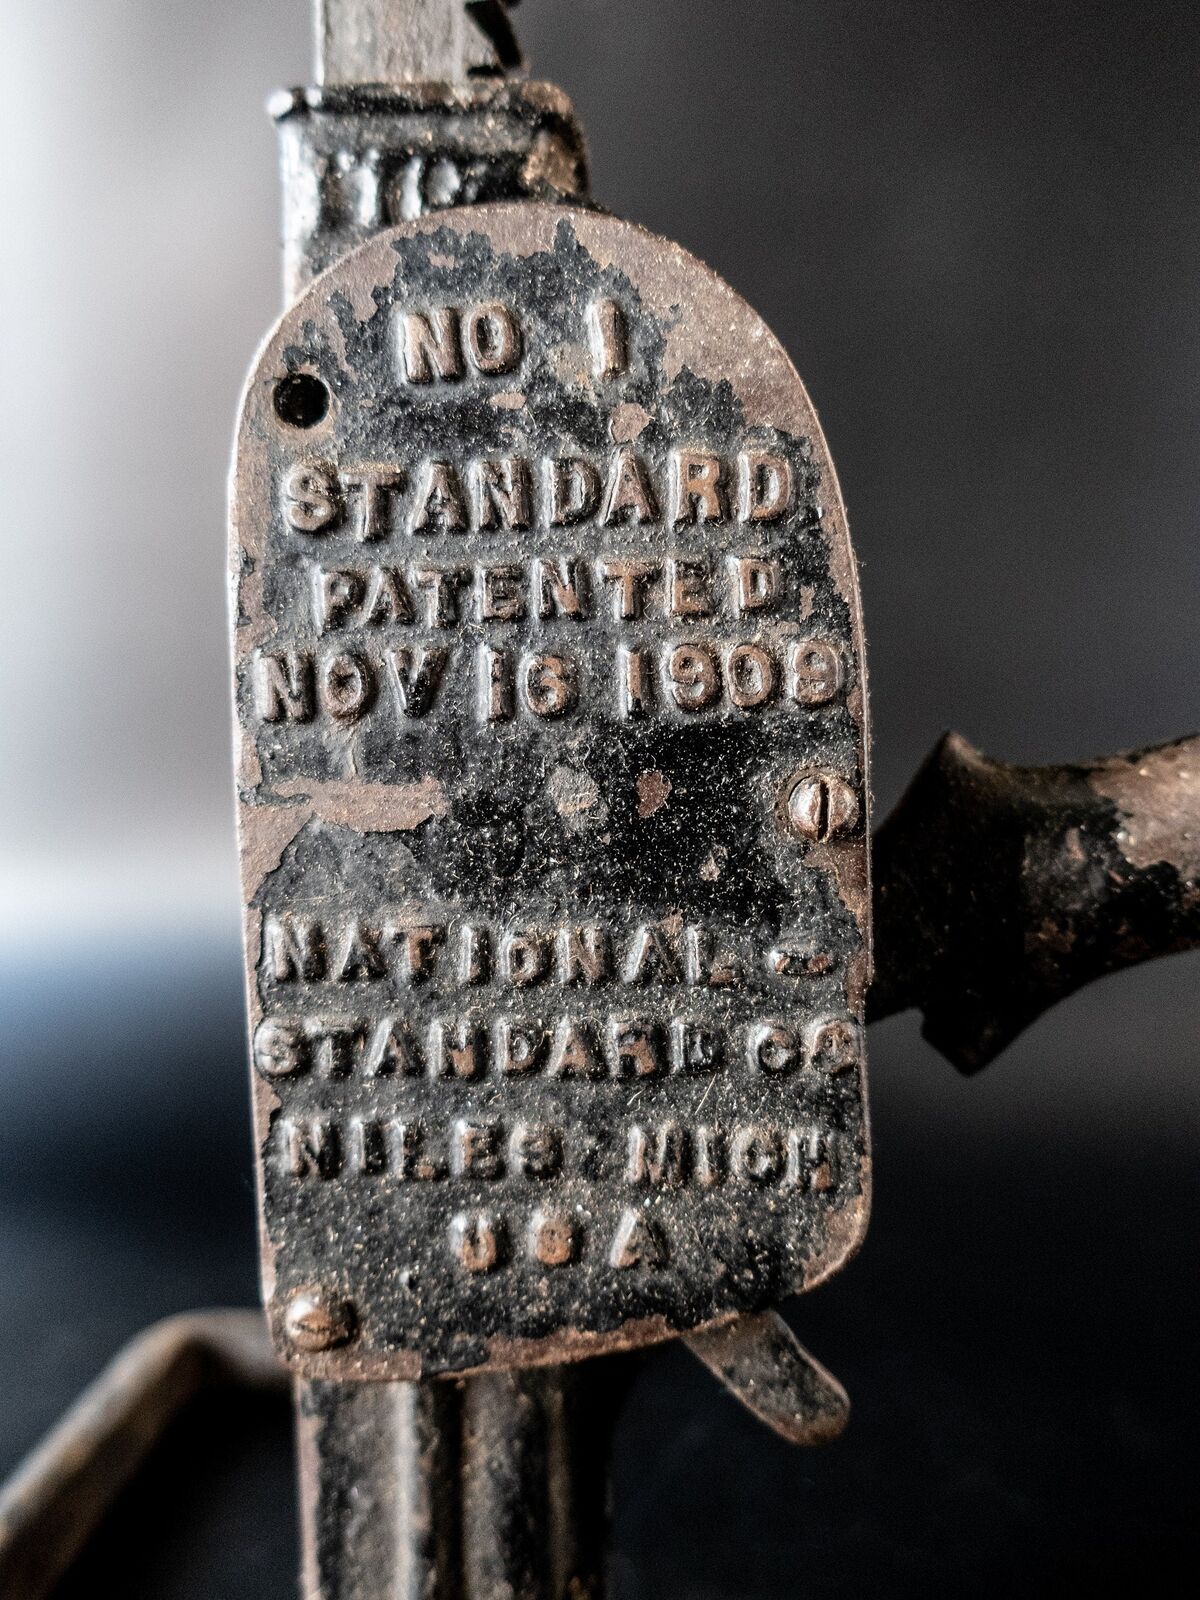 NO 1
STANDARD
PATENTED
NOV 16 1909
NATIONAL-
STANDARD CO
NILES MICH
USA